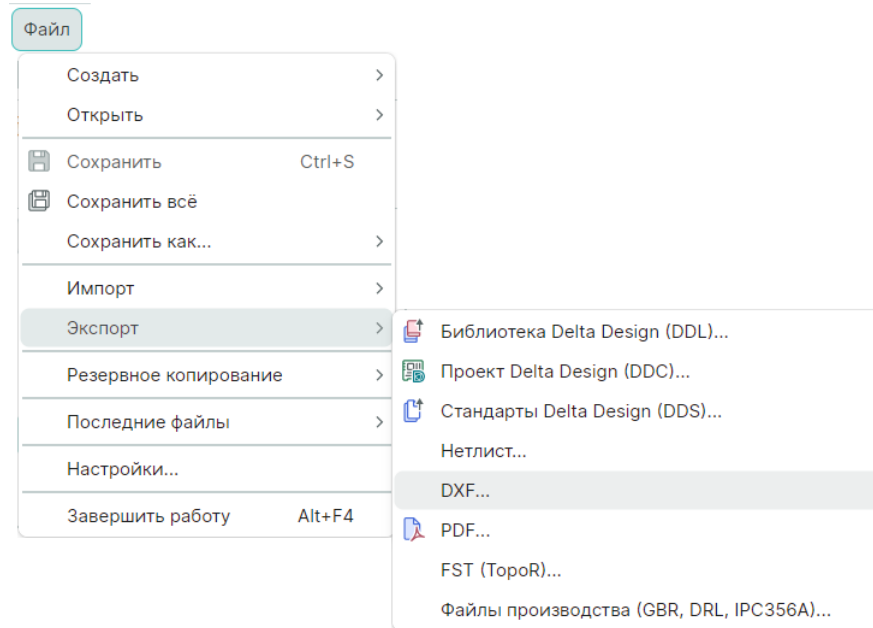 Файл
Создать
Открыть
Сохранить Ctrl+S
Сохранить всё
Сохранить как...
Импорт
Экспорт
Резервное копирование
Последние файлы
Настройки...
Завершить работу Alt+F4
Библиотека Delta Design (DDL)...
Проект Delta Design (DDC)...
Стандарты Delta Design (DDS)...
Нетлист...
DXF...
PDF...
FST (TopoR)...
Файлы производства (GBR, DRL, IPC356A)...